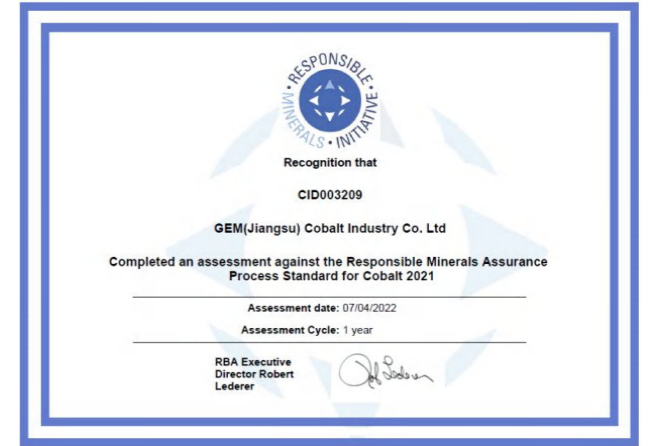 RESPONSIBLE
MINERALS • INITIATIVE
Recognition that
CID003209
GEM(Jiangsu) Cobalt Industry Co. Ltd
Completed an assessment against the Responsible Minerals Assurance
Process Standard for Cobalt 2021
Assessment date: 07/04/2022
Assessment Cycle: 1 year
RBA Executive
Director Robert
Lederer